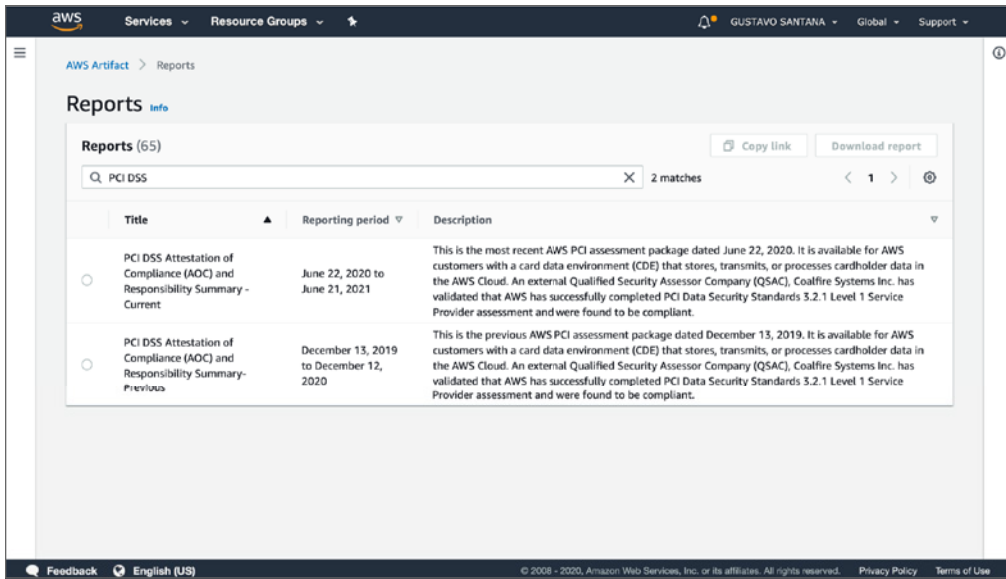 aws Services Resource Groups GUSTAVO SANTANA Global Support
AWS Artifact > Reports
Reports Info
Reports (65) Copy link Download report
PCI DSS 2 matches 1
Title Reporting period Description
PCI DSS Attestation of
Compliance (AOC) and
Responsibility Summary -
Current
June 22, 2020 to
June 21, 2021
This is the most recent AWS PCI assessment package dated June 22, 2020. It is available for AWS
customers with a card data environment (CDE) that stores, transmits, or processes cardholder data in
the AWS Cloud. An external Qualified Security Assessor Company (QSAC), Coalfire Systems Inc. has
validated that AWS has successfully completed PCI Data Security Standards 3.2.1 Level 1 Service
Provider assessment and were found to be compliant.
PCI DSS Attestation of
Compliance (AOC) and
Responsibility Summary-
Previous
December 13, 2019
to December 12,
2020
This is the previous AWS PCI assessment package dated December 13, 2019. It is available for AWS
customers with a card data environment (CDE) that stores, transmits, or processes cardholder data in
the AWS Cloud. An external Qualified Security Assessor Company (QSAC), Coalfire Systems Inc. has
validated that AWS has successfully completed PCI Data Security Standards 3.2.1 Level 1 Service
Provider assessment and were found to be compliant.
Feedback English (US) © 2008 - 2020, Amazon Web Services, Inc. or its affiliates. All rights reserved. Privacy Policy Terms of Use